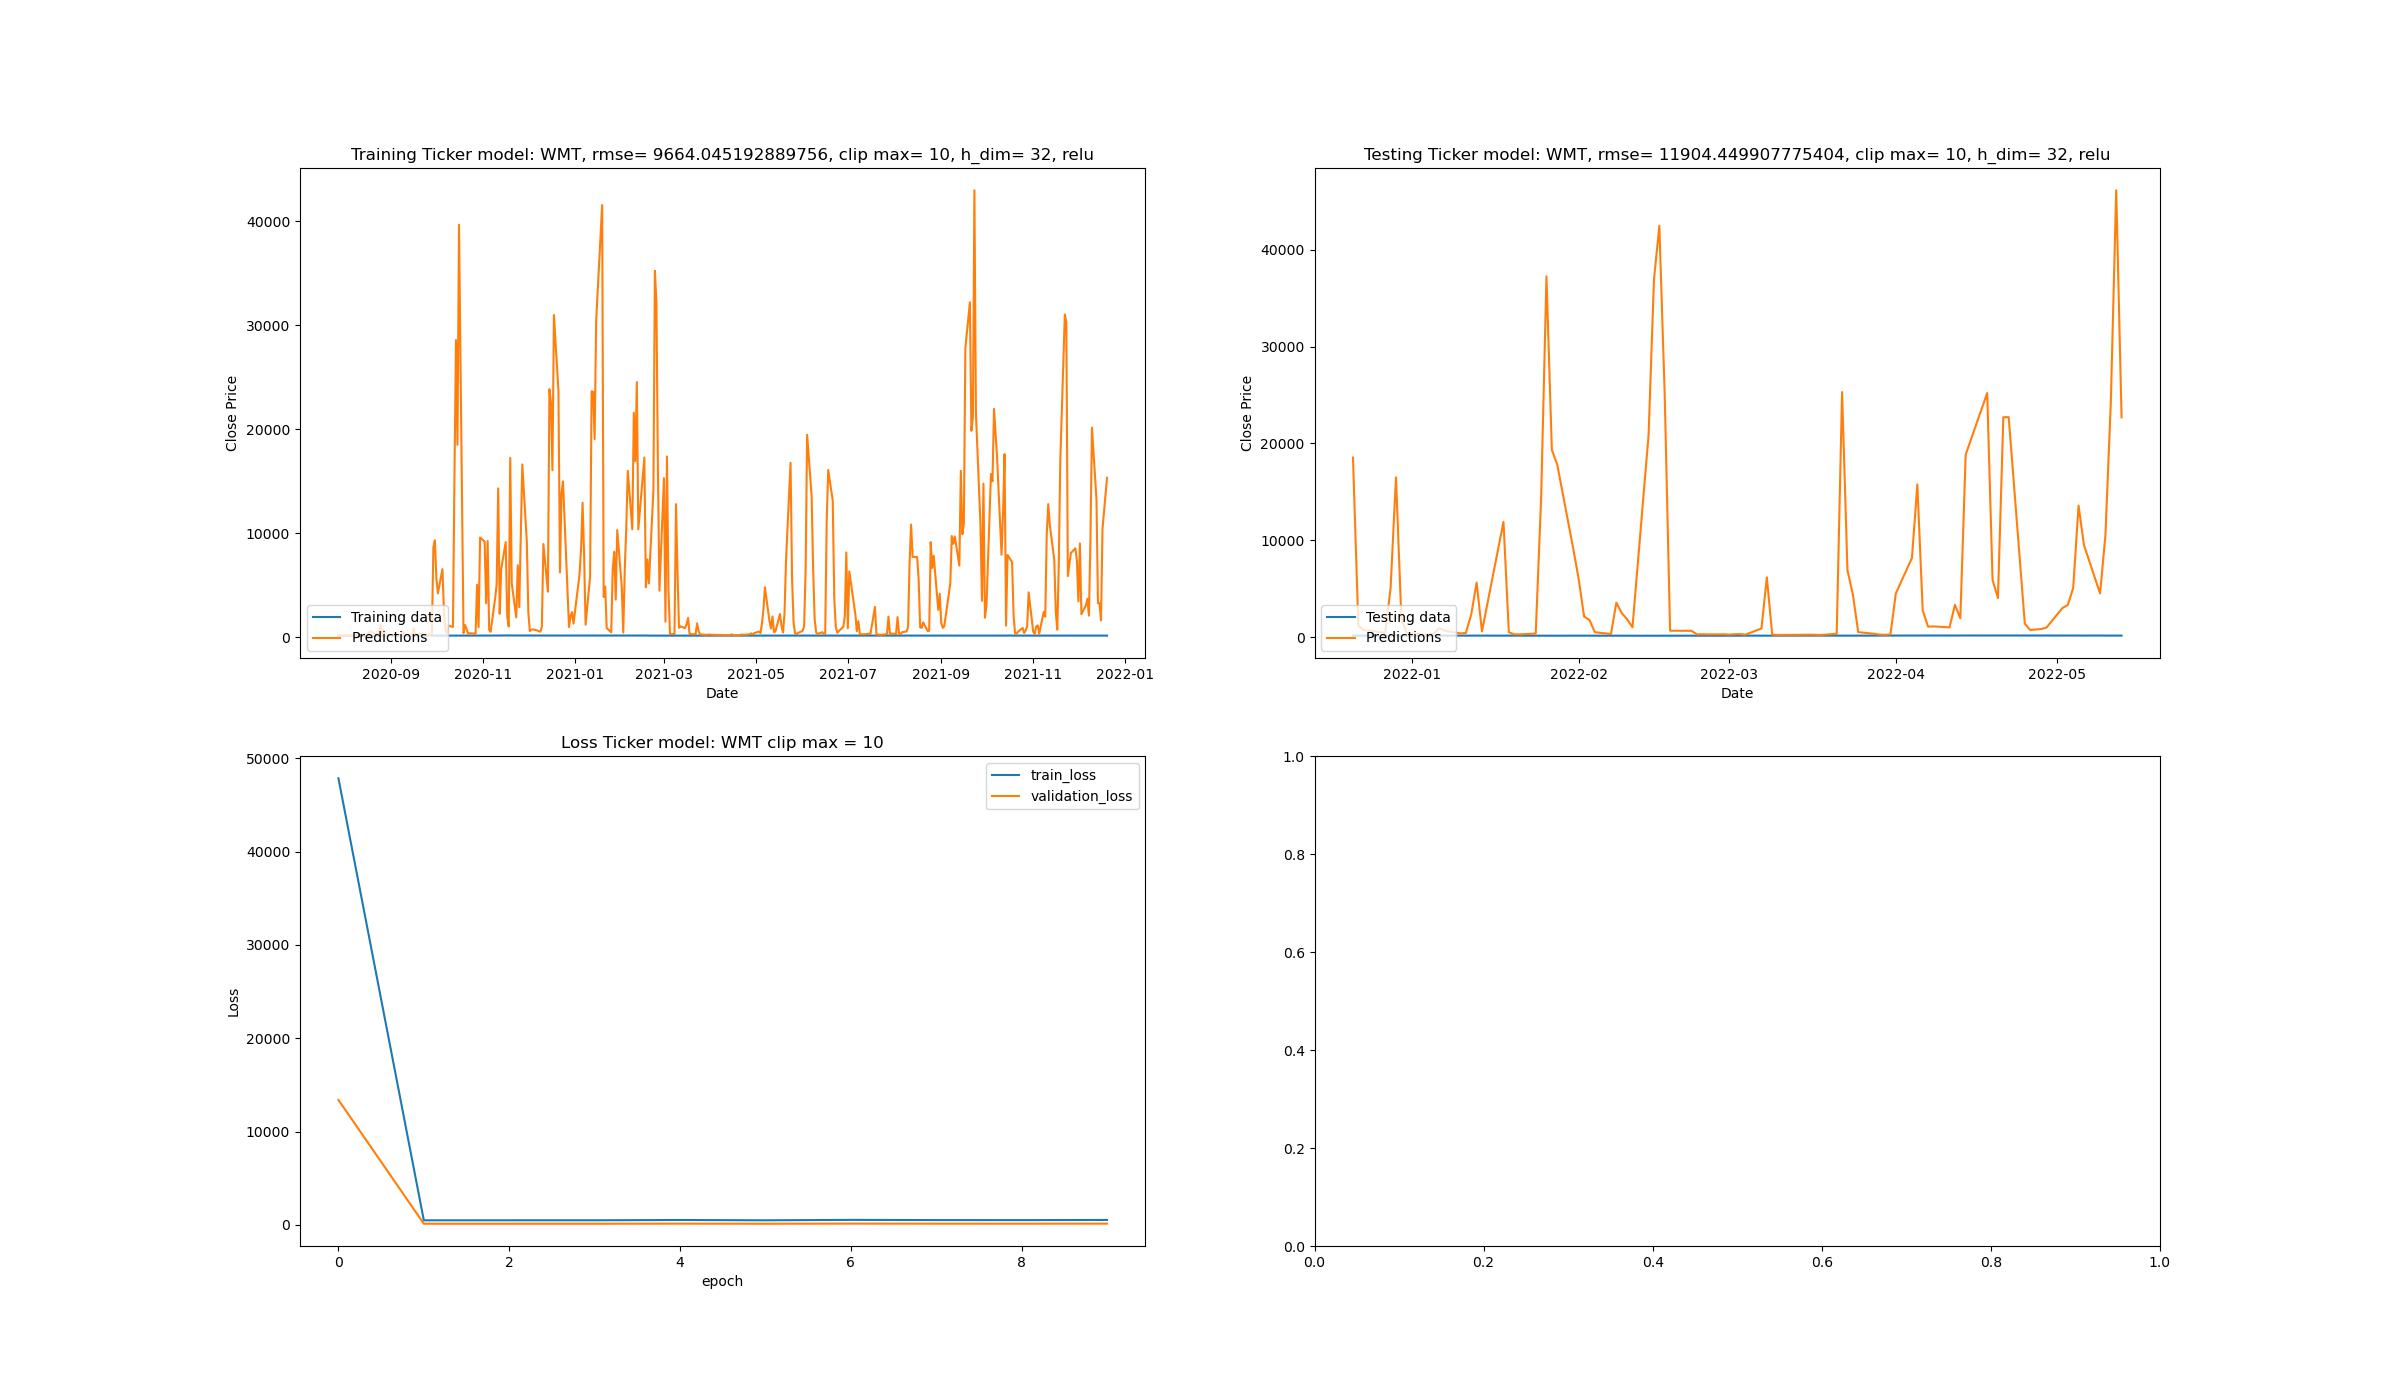 Training Ticker model: WMT, rmse= 9664.045192889756, clip max= 10, h_dim= 32, relu
40000
30000
20000
10000
0
Close Price
Training data
Predictions
2020-09 2020-11 2021-01 2021-03 2021-05 2021-07 2021-09 2021-11 2022-01
Date
Testing Ticker model: WMT, rmse= 11904.449907775404, clip max= 10, h_dim= 32, relu
40000
30000
20000
10000
0
Close Price
Testing data
Predictions
2022-01 2022-02 2022-03 2022-04 2022-05
Date
Loss Ticker model: WMT clip max = 10
50000
40000
30000
20000
10000
0
Loss
train_loss
validation_loss
0 2 4 6 8
epoch
1.0
0.8
0.6
0.4
0.2
0.0
0.0 0.2 0.4 0.6 0.8 1.0